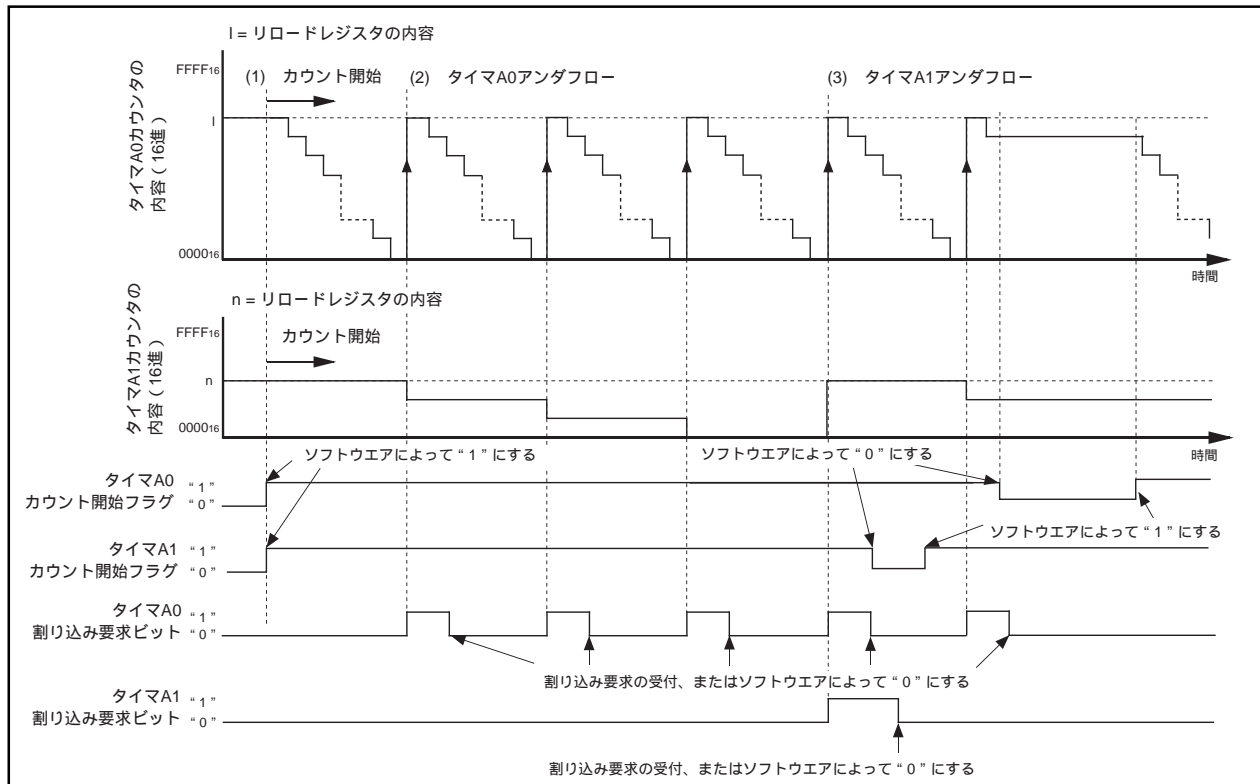 l = リロードレジスタの内容
タイマA0カウンタの
内容(16進)
FFFF16
(1) カウント開始
(2) タイマA0アンダフロー
(3) タイマA1アンダフロー
l
000016
時間
n = リロードレジスタの内容
タイマA1カウンタの
内容(16進)
FFFF16
カウント開始
n
000016
時間
ソフトウエアによって“1”にする
ソフトウエアによって“0”にする
タイマA0 “1”
カウント開始フラグ “0”
ソフトウエアによって“1”にする
タイマA1 “1”
カウント開始フラグ “0”
タイマA0 “1”
割り込み要求ビット “0”
割り込み要求の受付、またはソフトウエアによって“0”にする
タイマA1 “1”
割り込み要求ビット “0”
割り込み要求の受付、またはソフトウエアによって“0”にする